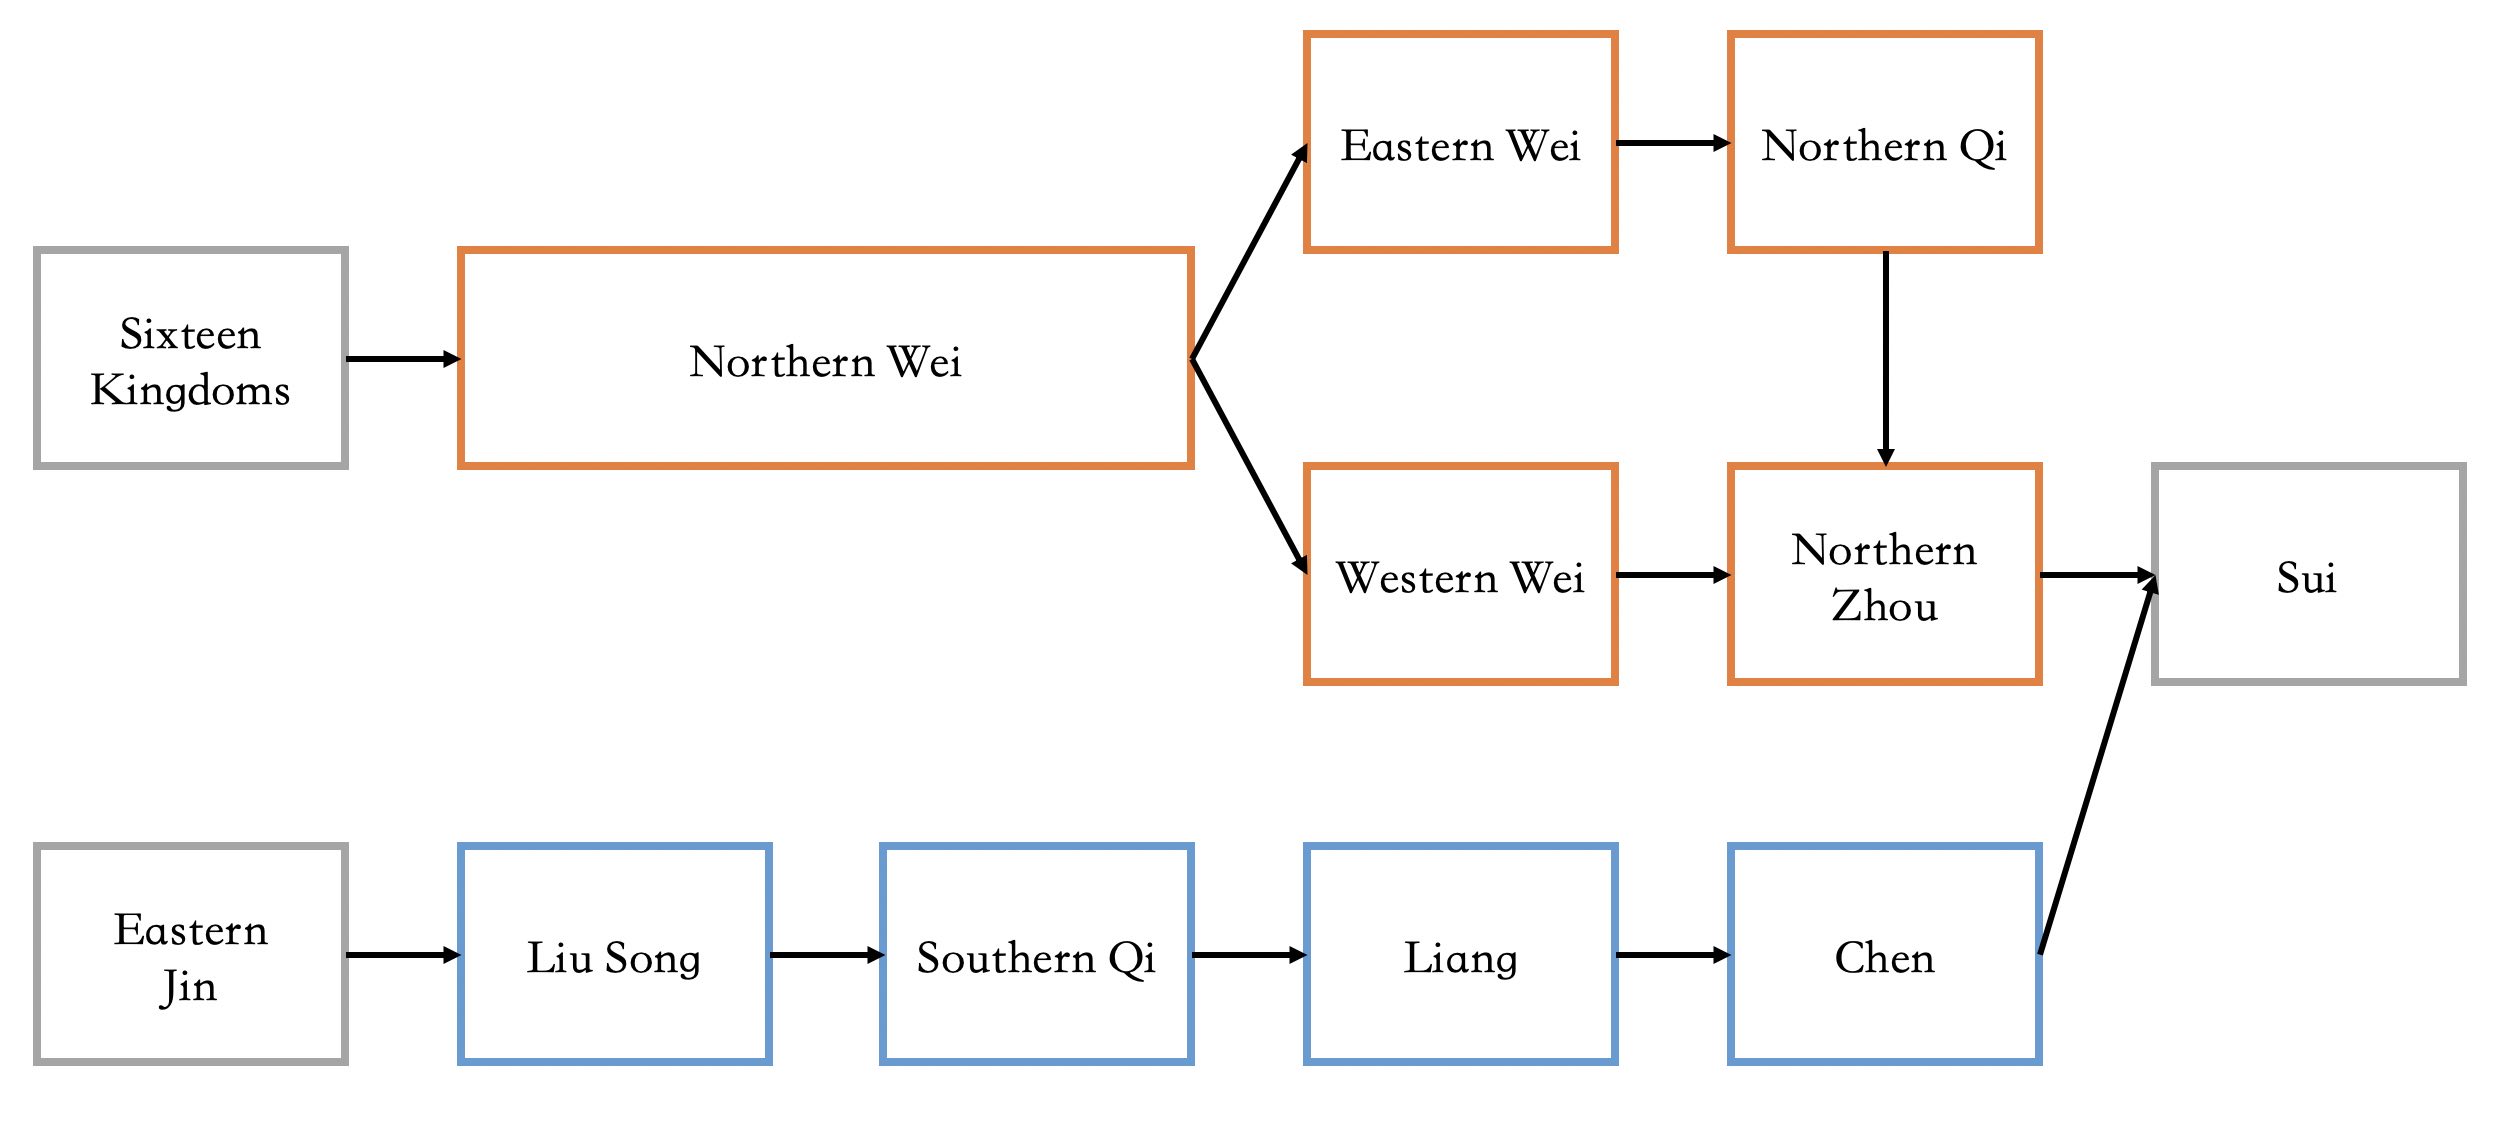 Eastern Wei
Northern Qi
Sixteen
Kingdoms
Northern Wei
Western Wei
Northern
Zhou
Sui
Eastern
Jin
Liu Song
Southern Qi
Liang
Chen